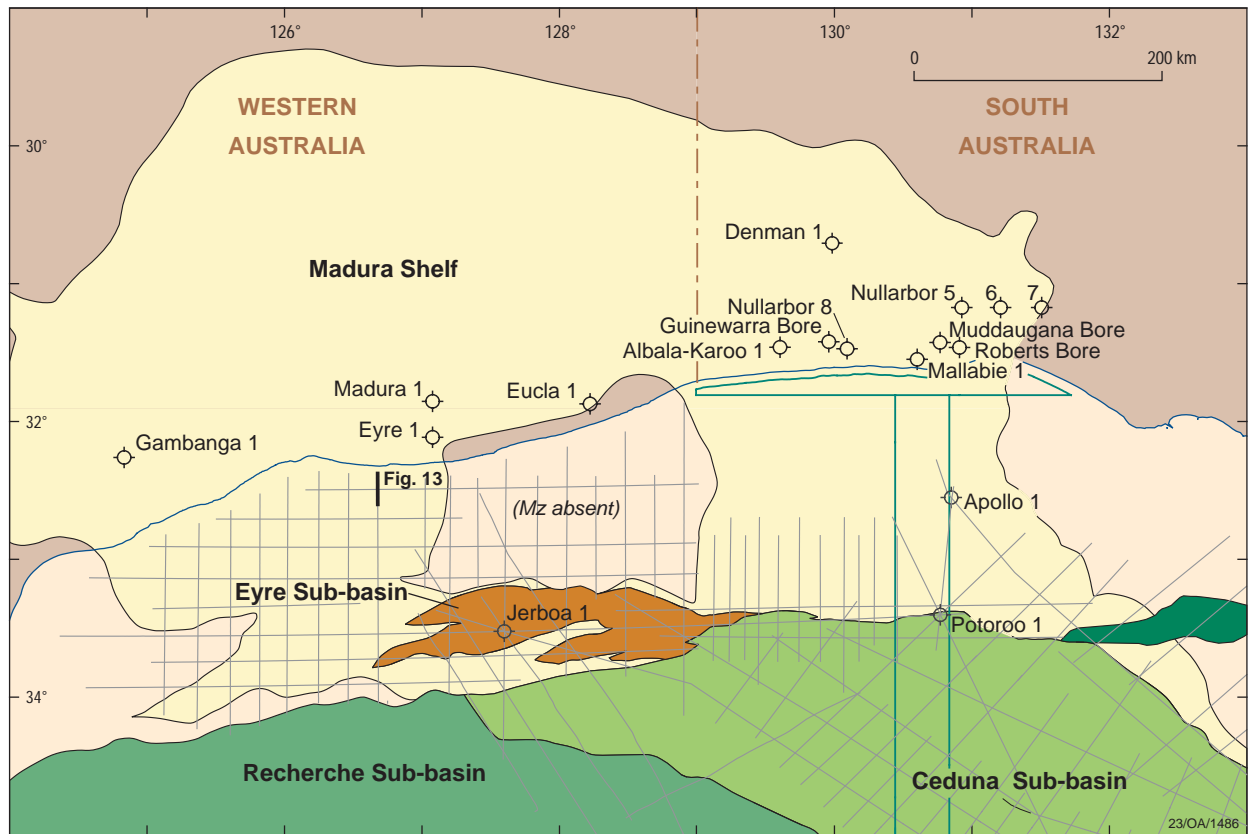 126°
128°
130°
132°
0
200 km
WESTERN
AUSTRALIA
SOUTH
AUSTRALIA
30°
Denman 1
Madura Shelf
Nullarbor 5
6
7
Nullarbor 8
Guinewarra Bore
Muddaugana Bore
Albala-Karoo 1
Roberts Bore
Mallabie 1
Madura 1
Eucla 1
32°
Eyre 1
Gambanga 1
Fig. 13
(Mz absent)
Apollo 1
Eyre Sub-basin
Jerboa 1
Potoroo 1
34°
Recherche Sub-basin
Ceduna Sub-basin
23/OA/1486